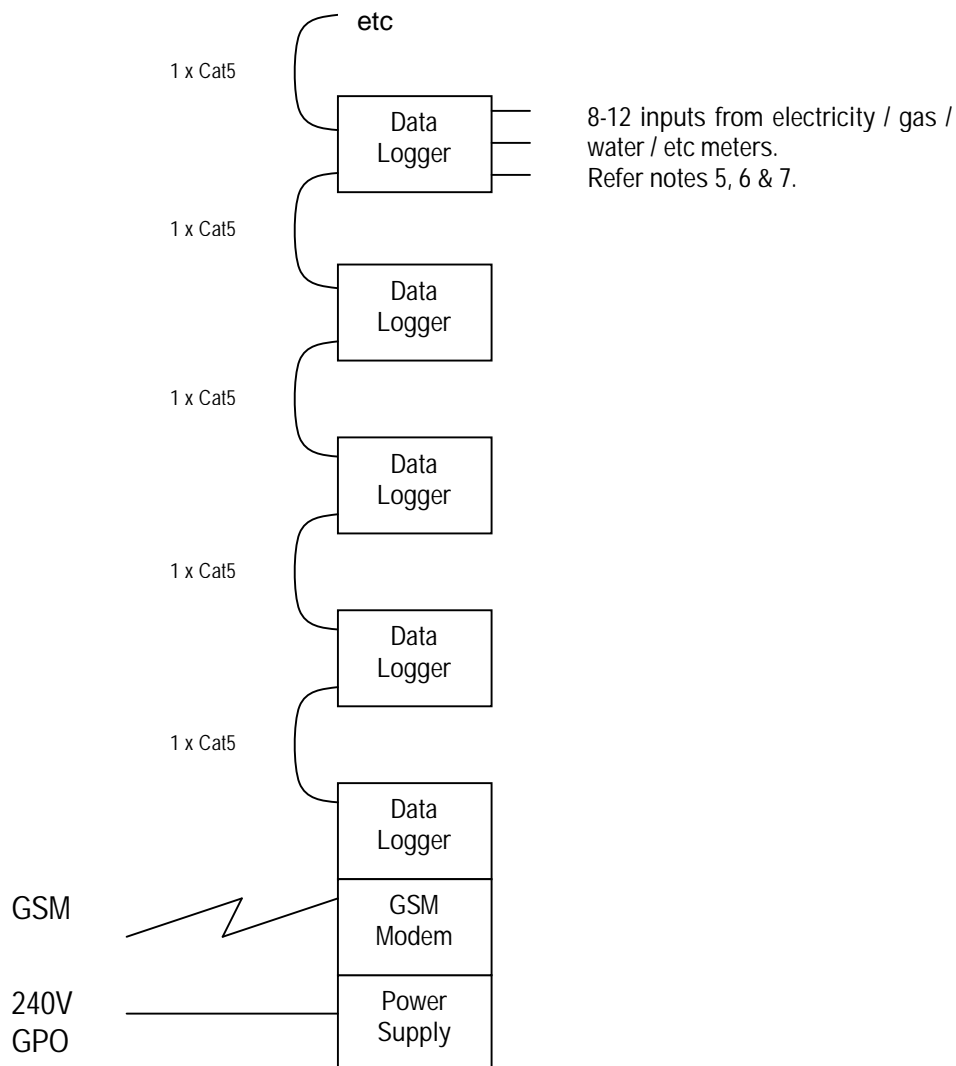 etc
1 x Cat5
Data
Logger
8-12 inputs from electricity / gas /
water / etc meters.
Refer notes 5, 6 & 7.
1 x Cat5
Data
Logger
1 x Cat5
Data
Logger
1 x Cat5
Data
Logger
1 x Cat5
Data
Logger
GSM
GSM
Modem
240V
GPO
Power
Supply